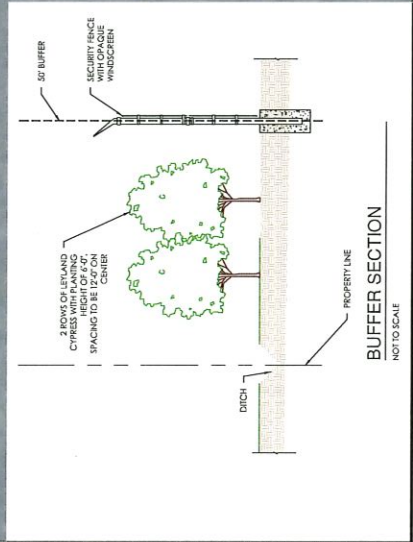 50' BUFFER
SECURITY FENCE
WITH OPAQUE
WINDSCREEN
2 ROWS OF LEYLAND
CYPRESS WITH PLANTING
HEIGHT OF 6'-0",
SPACING TO BE 12'-0" ON
CENTER
DITCH
PROPERTY LINE
BUFFER SECTION
NOT TO SCALE